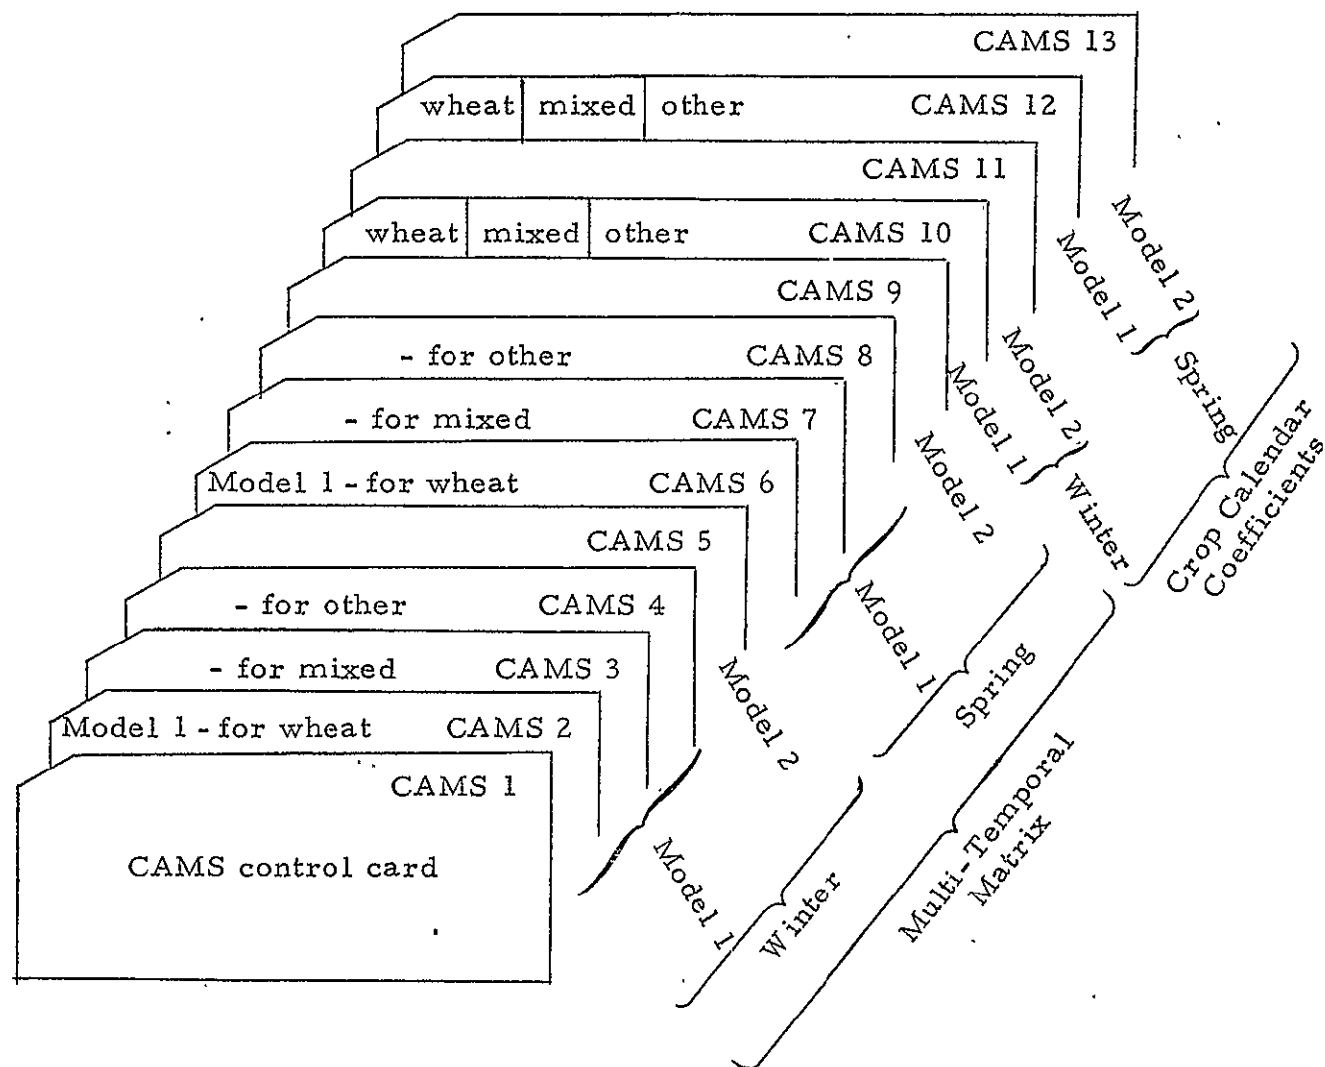 CAMS 13
wheat mixed other CAMS 12
CAMS 11
wheat mixed other CAMS 10
CAMS 9
- for other CAMS 8
- for mixed CAMS 7
Model 1 - for wheat CAMS 6
CAMS 5
- for other CAMS 4
- for mixed CAMS 3
Model 1 - for wheat CAMS 2
CAMS 1
CAMS control card
Model 2
Model 1
Spring
Model 2
Model 1
Winter
Crop Calendar
Coefficients
Model 2
Model 1
Spring
Model 2
Model 1
Winter
Multi-Temporal
Matrix